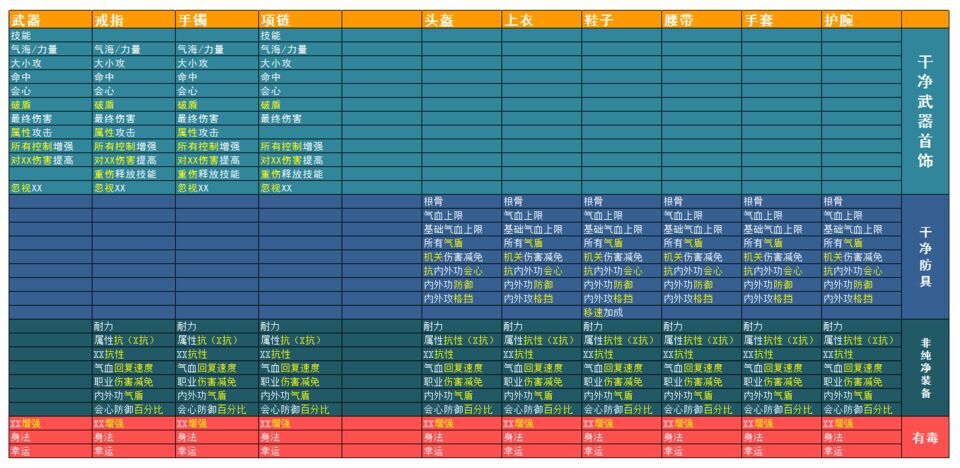 武器 戒指 手镯 项链 头盔 上衣 鞋子 腰带 手套 护腕
技能 技能
气海/力量 气海/力量 气海/力量 气海/力量
大小攻 大小攻 大小攻 大小攻
命中 命中 命中 命中
会心 会心 会心 会心
破盾 破盾 破盾 破盾
最终伤害 最终伤害 最终伤害 最终伤害
属性攻击 属性攻击 属性攻击
所有控制增强 所有控制增强 所有控制增强 所有控制增强
对XX伤害提高 对XX伤害提高 对XX伤害提高 对XX伤害提高
重伤释放技能 重伤释放技能 重伤释放技能
忽视XX 忽视XX 忽视XX 忽视XX
干净武器首饰
根骨 根骨 根骨 根骨 根骨 根骨
气血上限 气血上限 气血上限 气血上限 气血上限 气血上限
基础气血上限 基础气血上限 基础气血上限 基础气血上限 基础气血上限 基础气血上限
所有气盾 所有气盾 所有气盾 所有气盾 所有气盾 所有气盾
机关伤害减免 机关伤害减免 机关伤害减免 机关伤害减免 机关伤害减免 机关伤害减免
抗内外功会心 抗内外功会心 抗内外功会心 抗内外功会心 抗内外功会心 抗内外功会心
内外功防御 内外功防御 内外功防御 内外功防御 内外功防御 内外功防御
内外攻格挡 内外攻格挡 内外攻格挡 内外攻格挡 内外攻格挡 内外攻格挡
移速加成
干净防具
耐力 耐力 耐力 耐力 耐力 耐力 耐力 耐力 耐力
属性抗（X抗） 属性抗（X抗） 属性抗（X抗） 属性抗性（X抗） 属性抗性（X抗） 属性抗性（X抗） 属性抗性（X抗） 属性抗性（X抗） 属性抗性（X抗）
XX抗性 XX抗性 XX抗性 XX抗性 XX抗性 XX抗性 XX抗性 XX抗性 XX抗性
气血回复速度 气血回复速度 气血回复速度 气血回复速度 气血回复速度 气血回复速度 气血回复速度 气血回复速度 气血回复速度
职业伤害减免 职业伤害减免 职业伤害减免 职业伤害减免 职业伤害减免 职业伤害减免 职业伤害减免 职业伤害减免 职业伤害减免
内外功气盾 内外功气盾 内外功气盾 内外功气盾 内外功气盾 内外功气盾 内外功气盾 内外功气盾 内外功气盾
会心防御百分比 会心防御百分比 会心防御百分比 会心防御百分比 会心防御百分比 会心防御百分比 会心防御百分比 会心防御百分比 会心防御百分比
非纯净装备
XX增强 XX增强 XX增强 XX增强 XX增强 XX增强 XX增强 XX增强 XX增强 XX增强
身法 身法 身法 身法 身法 身法 身法 身法 身法 身法
幸运 幸运 幸运 幸运 幸运 幸运 幸运 幸运 幸运 幸运
有毒